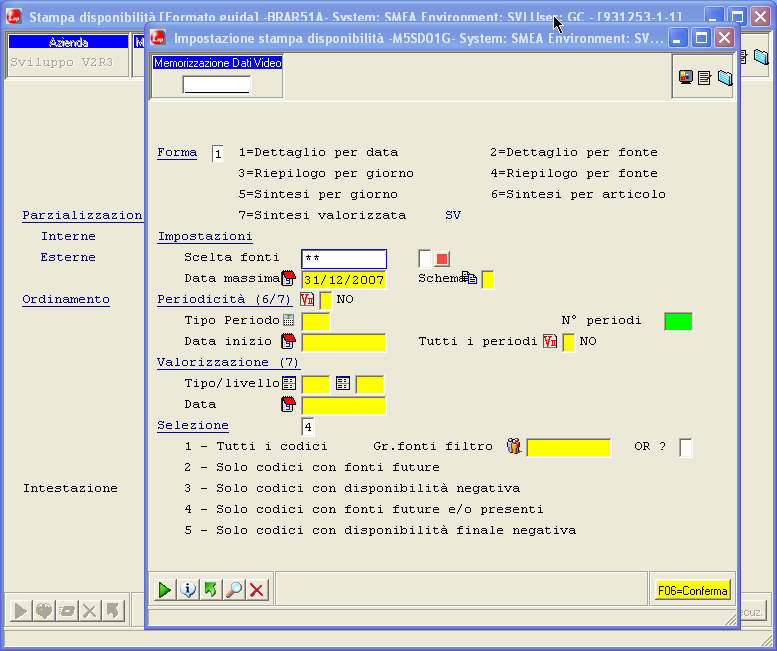 Stampa disponibilità [Formato guida] -BRAR51A- System: SMEA Environment: SVI User: GC - [931253-1-1]
Azienda
Sviluppo V2R3
Impostazione stampa disponibilità -M5SD01G- System: SMEA Environment: SV...
Memorizzazione Dati Video
Forma 1 1=Dettaglio per data 2=Dettaglio per fonte
3=Riepilogo per giorno 4=Riepilogo per fonte
5=Sintesi per giorno 6=Sintesi per articolo
7=Sintesi valorizzata SV
Parzializzazion
Interne
Esterne
Ordinamento
Intestazione
Impostazioni
Scelta fonti **
Data massima 31/12/2007 Schema
Periodicità (6/7) NO
Tipo Periodo N° periodi
Data inizio Tutti i periodi NO
Valorizzazione (7)
Tipo/livello
Data
Selezione 4
1 - Tutti i codici Gr.fonti filtro OR ?
2 - Solo codici con fonti future
3 - Solo codici con disponibilità negativa
4 - Solo codici con fonti future e/o presenti
5 - Solo codici con disponibilità finale negativa
F06=Conferma
ecuz.